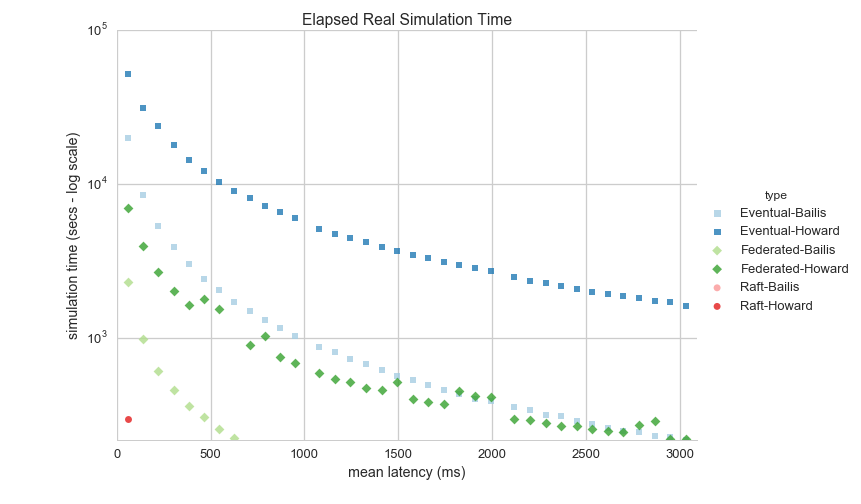 Elapsed Real Simulation Time
10^5
10^4
10^3
simulation time (secs - log scale)
0 500 1000 1500 2000 2500 3000
mean latency (ms)
type
Eventual-Bailis
Eventual-Howard
Federated-Bailis
Federated-Howard
Raft-Bailis
Raft-Howard